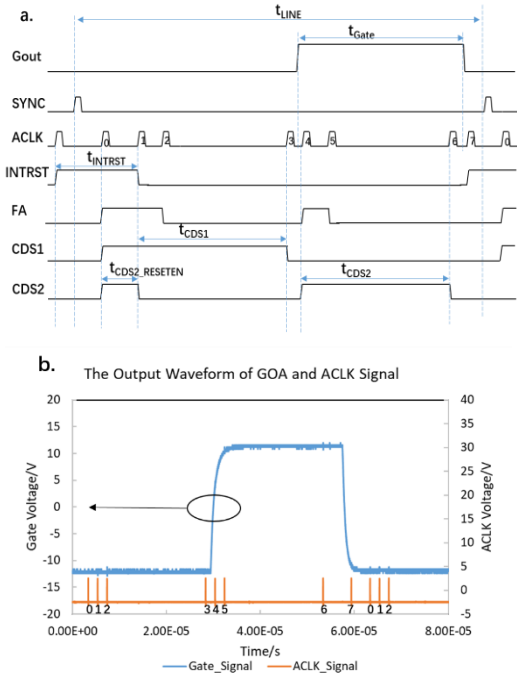 a.
tLINE
tGate
Gout
SYNC
ACLK
0 1 2 3 4 5 6 7 0
tINTRST
INTRST
FA
tCDS1
CDS1
tCDS2_RESETEN
tCDS2
CDS2
b.
The Output Waveform of GOA and ACLK Signal
20
15
10
5
0
-5
-10
-15
-20
Gate Voltage/V
40
35
30
25
20
15
10
5
0
-5
ACLK Voltage/V
0 1 2 3 4 5 6 7 0 1 2
0.00E+00 2.00E-05 4.00E-05 6.00E-05 8.00E-05
Time/s
Gate_Signal ACLK_Signal